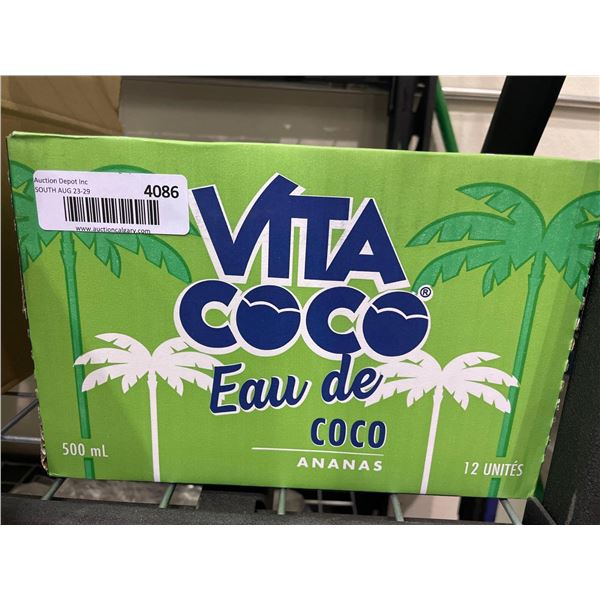 Auction Depot Inc
SOUTH AUG 23-29
4086
www.auctioncalgary.com
VITA
COCO®
Eau de
COCO
ANANAS
500 mL
12 UNITÉS